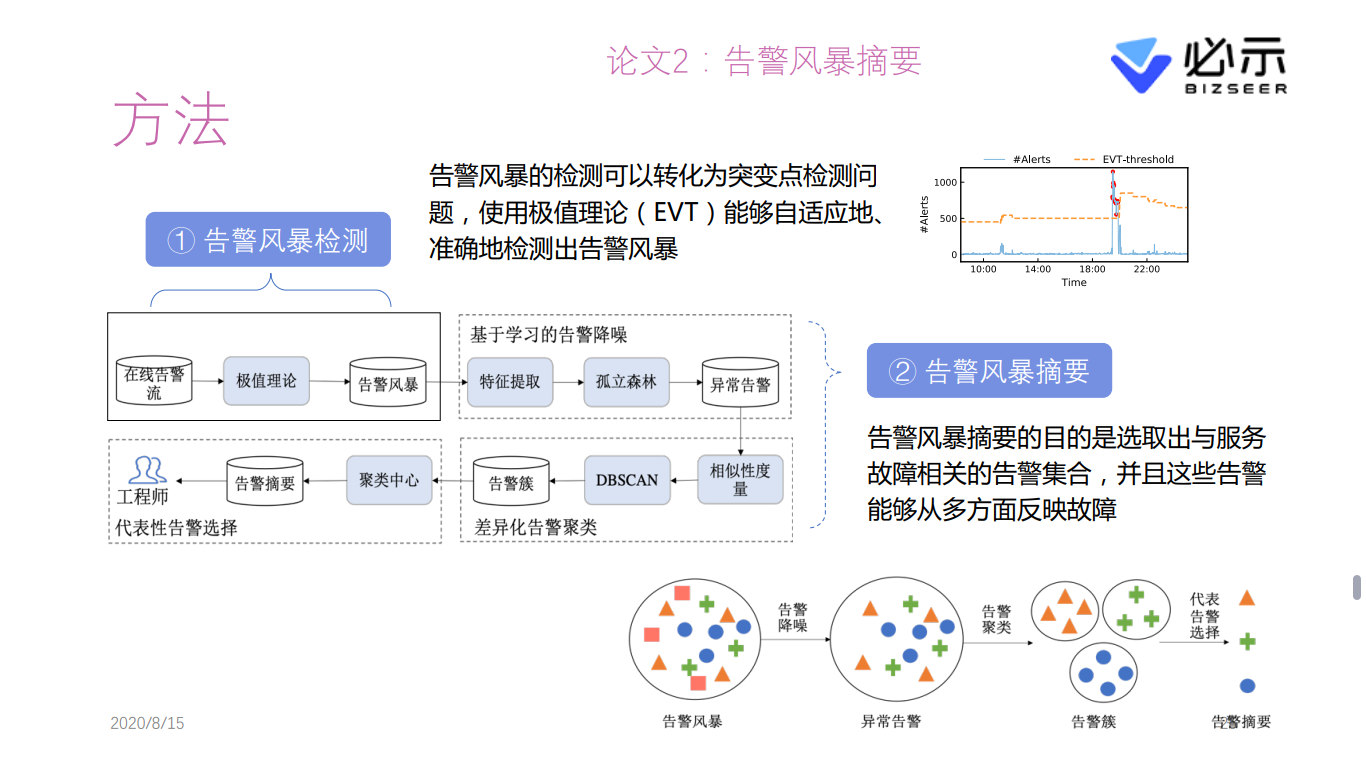 论文2：告警风暴摘要
必示
BIZSEER
方法
告警风暴的检测可以转化为突变点检测问
题，使用极值理论（EVT）能够自适应地、
准确地检测出告警风暴
#Alerts
EVT-threshold
#Alerts
1000
500
0
10:00
14:00
18:00
22:00
Time
① 告警风暴检测
在线告警
流
极值理论
告警风暴
基于学习的告警降噪
特征提取
孤立森林
异常告警
② 告警风暴摘要
告警风暴摘要的目的是选取出与服务
故障相关的告警集合，并且这些告警
能够从多方面反映故障
相似性度
量
DBSCAN
告警簇
差异化告警聚类
聚类中心
告警摘要
工程师
代表性告警选择
告警
降噪
告警
聚类
代表
告警
选择
告警风暴
异常告警
告警簇
告警摘要
2020/8/15